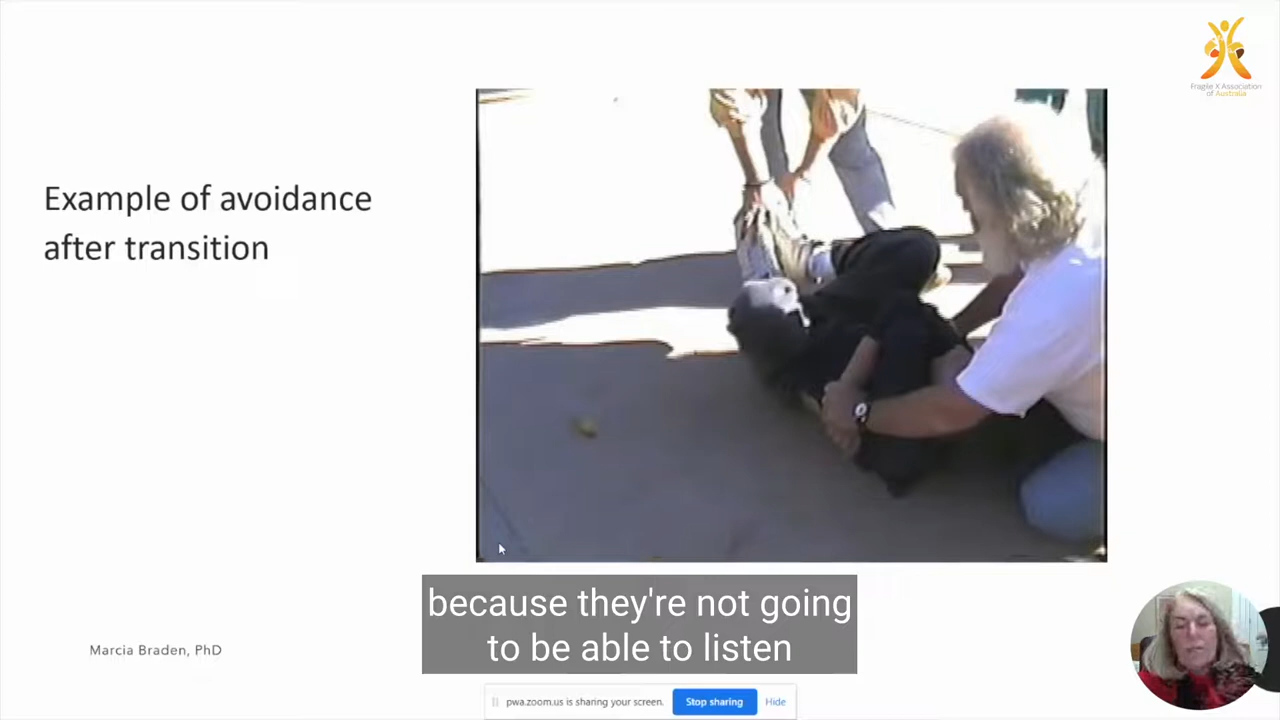 Fragile X Association
of Australia
Example of avoidance
after transition
because they're not going
to be able to listen
Marcia Braden, PhD
pwa.zoom.us is sharing your screen.
Stop sharing
Hide